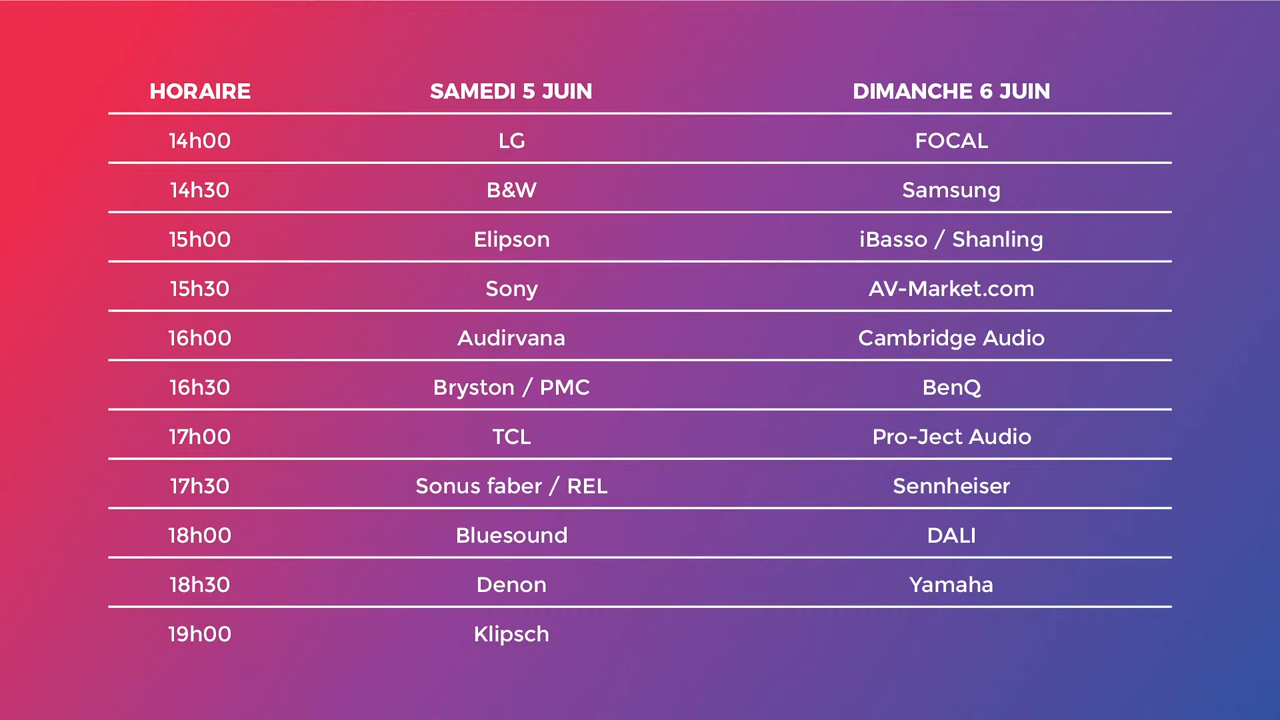 HORAIRE SAMEDI 5 JUIN DIMANCHE 6 JUIN
14h00 LG FOCAL
14h30 B&W Samsung
15h00 Elipson iBasso / Shanling
15h30 Sony AV-Market.com
16h00 Audirvana Cambridge Audio
16h30 Bryston / PMC BenQ
17h00 TCL Pro-Ject Audio
17h30 Sonus faber / REL Sennheiser
18h00 Bluesound DALI
18h30 Denon Yamaha
19h00 Klipsch